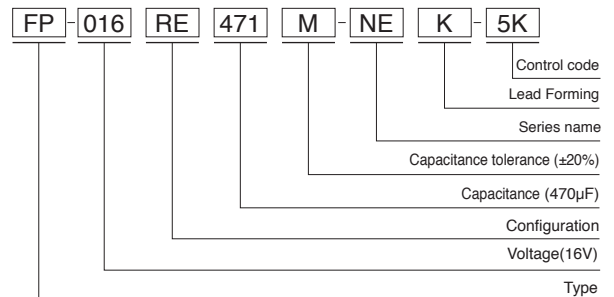 FP-016 RE 471 M-NE K-5K
Control code
Lead Forming
Series name
Capacitance tolerance (±20%)
Capacitance (470µF)
Configuration
Voltage(16V)
Type